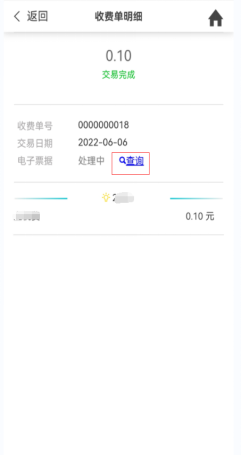 返回 收费单明细
0.10
交易完成
收费单号 0000000018
交易日期 2022-06-06
电子票据 处理中 查询
0.10 元